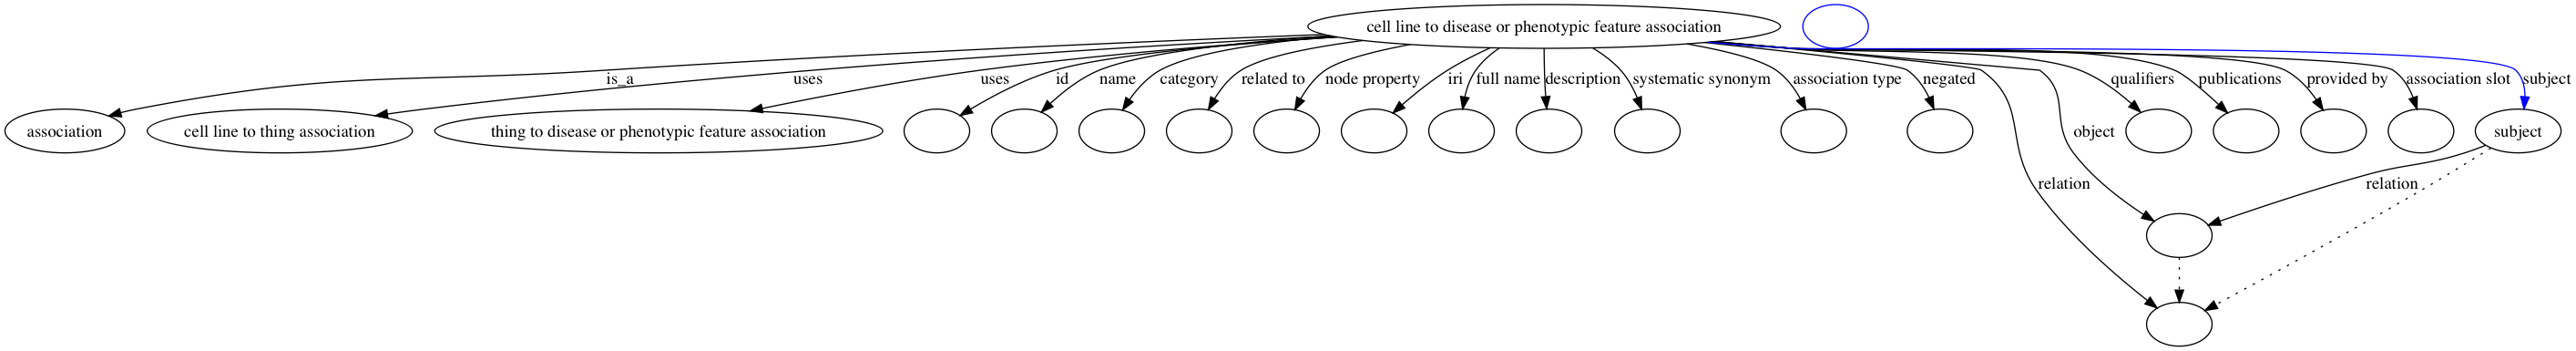 cell line to disease or phenotypic feature association
is_a
uses
uses
id
name
category
related to
node property
iri
full name
description
systematic synonym
association type
negated
qualifiers
publications
provided by
association slot
subject
association
cell line to thing association
thing to disease or phenotypic feature association
object
subject
relation
relation